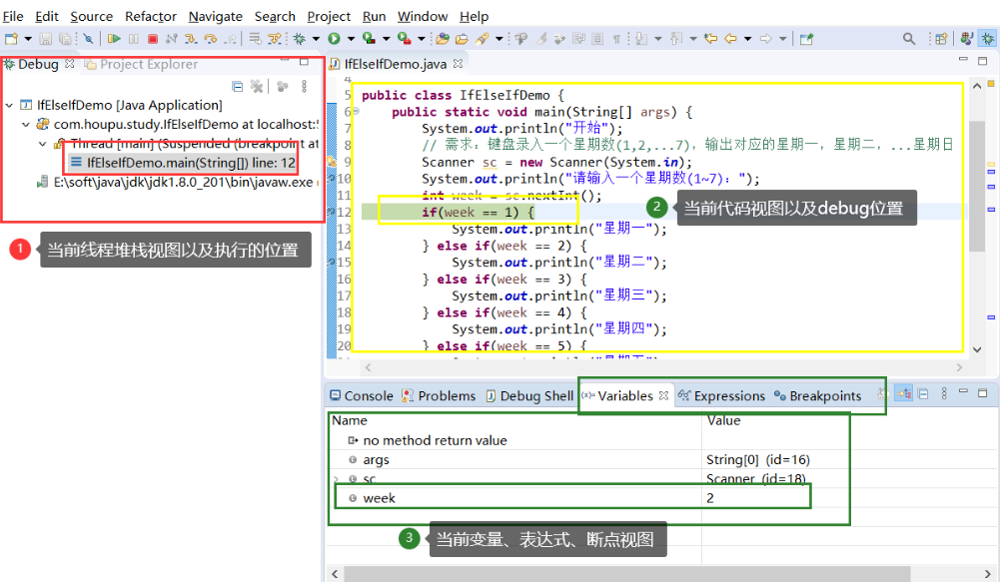 File Edit Source Refactor Navigate Search Project Run Window Help
Debug Project Explorer
IfElseIfDemo [Java Application]
com.houpu.study.IfElseIfDemo at localhost:5
Thread [main] (Suspended (breakpoint at
IfElseIfDemo.main(String[]) line: 12
E:\soft\java\jdk\jdk1.8.0_201\bin\javaw.exe (
1 当前线程堆栈视图以及执行的位置
IfElseIfDemo.java
4
5 public class IfElseIfDemo {
6 public static void main(String[] args) {
7 System.out.println("开始");
8 // 需求：键盘录入一个星期数(1,2,...7)，输出对应的星期一，星期二，...星期日
9 Scanner sc = new Scanner(System.in);
10 System.out.println("请输入一个星期数(1~7)：");
11 int week = sc.nextInt();
12 if(week == 1) {
13 System.out.println("星期一");
14 } else if(week == 2) {
15 System.out.println("星期二");
16 } else if(week == 3) {
17 System.out.println("星期三");
18 } else if(week == 4) {
19 System.out.println("星期四");
20 } else if(week == 5) {
System.out.println("星期五");
2 当前代码视图以及debug位置
Console Problems Debug Shell (x)= Variables Expressions Breakpoints
Name Value
no method return value
args String[0] (id=16)
sc Scanner (id=18)
week 2
3 当前变量、表达式、断点视图